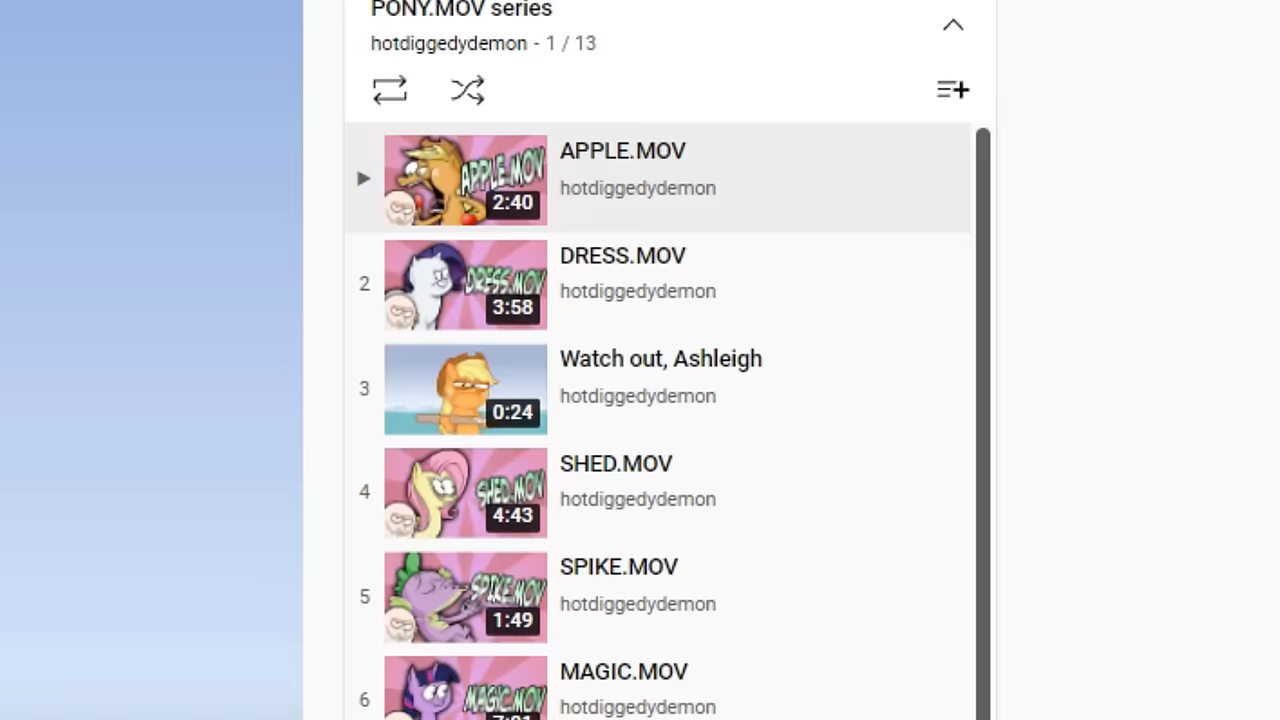 PONY.MOV series
hotdiggedydemon - 1 / 13
APPLE.MOV
APPLE.MOV
hotdiggedydemon
2:40
2
DRESS.MOV
DRESS.MOV
hotdiggedydemon
3:58
3
Watch out, Ashleigh
hotdiggedydemon
0:24
4
SHED.MOV
SHED.MOV
hotdiggedydemon
4:43
5
SPIKE.MOV
SPIKE.MOV
hotdiggedydemon
1:49
6
MAGIC.MOV
MAGIC.MOV
hotdiggedydemon